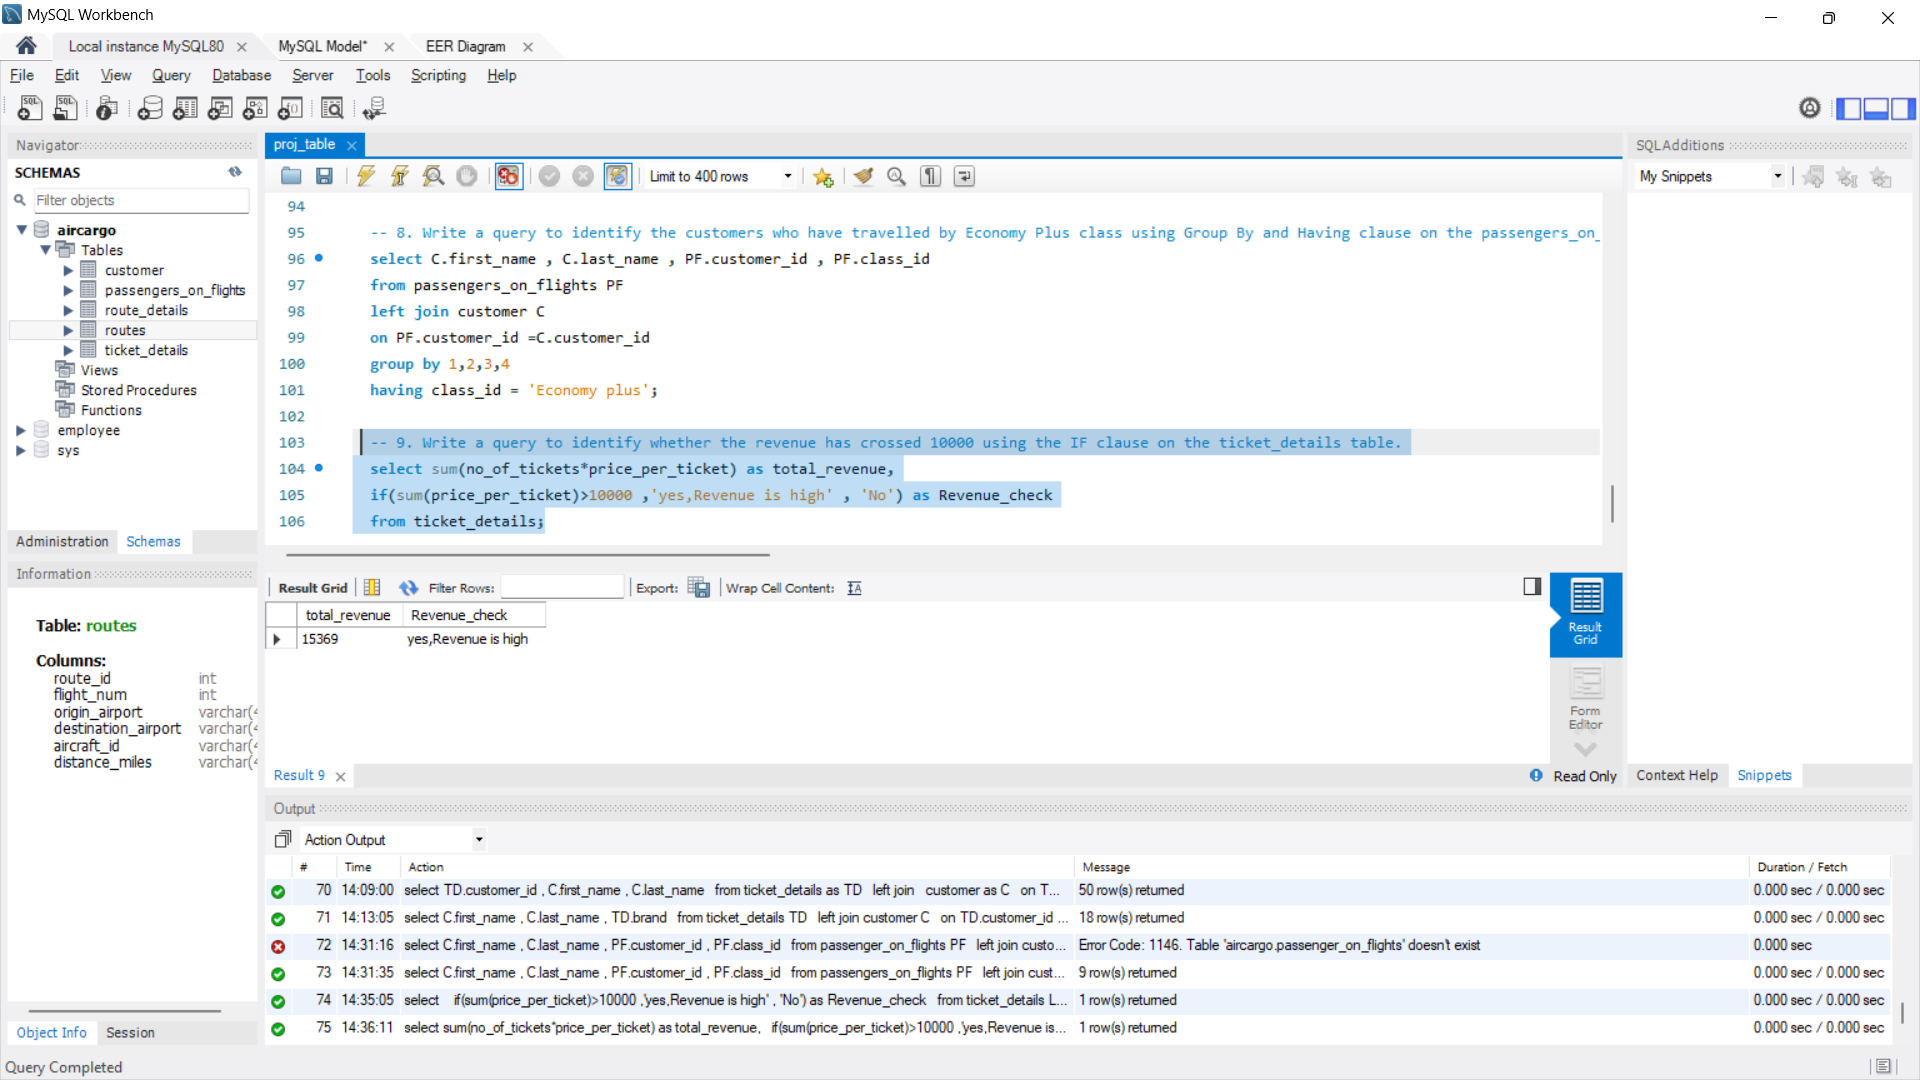 MySQL Workbench
Local instance MySQL80
MySQL Model*
EER Diagram
File Edit View Query Database Server Tools Scripting Help
Navigator
SCHEMAS
Filter objects
aircargo
Tables
customer
passengers_on_flights
route_details
routes
ticket_details
Views
Stored Procedures
Functions
employee
sys
Administration Schemas
Information
Table: routes
Columns:
route_id int
flight_num int
origin_airport varchar(4
destination_airport varchar(4
aircraft_id varchar(4
distance_miles varchar(4
Object Info Session
Query Completed
proj_table
Limit to 400 rows
94
95 -- 8. Write a query to identify the customers who have travelled by Economy Plus class using Group By and Having clause on the passengers_on_
96 select C.first_name , C.last_name , PF.customer_id , PF.class_id
97 from passengers_on_flights PF
98 left join customer C
99 on PF.customer_id =C.customer_id
100 group by 1,2,3,4
101 having class_id = 'Economy plus';
102
103 -- 9. Write a query to identify whether the revenue has crossed 10000 using the IF clause on the ticket_details table.
104 select sum(no_of_tickets*price_per_ticket) as total_revenue,
105 if(sum(price_per_ticket)>10000 ,'yes,Revenue is high' , 'No') as Revenue_check
106 from ticket_details;
Result Grid Filter Rows: Export: Wrap Cell Content:
total_revenue Revenue_check
15369 yes,Revenue is high
Result Grid
Form Editor
Result 9
Read Only
SQLAdditions
My Snippets
Context Help Snippets
Output
Action Output
# Time Action Message Duration / Fetch
70 14:09:00 select TD.customer_id , C.first_name , C.last_name from ticket_details as TD left join customer as C on T... 50 row(s) returned 0.000 sec / 0.000 sec
71 14:13:05 select C.first_name , C.last_name , TD.brand from ticket_details TD left join customer C on TD.customer_id ... 18 row(s) returned 0.000 sec / 0.000 sec
72 14:31:16 select C.first_name , C.last_name , PF.customer_id , PF.class_id from passenger_on_flights PF left join custo... Error Code: 1146. Table 'aircargo.passenger_on_flights' doesn't exist 0.000 sec
73 14:31:35 select C.first_name , C.last_name , PF.customer_id , PF.class_id from passengers_on_flights PF left join cust... 9 row(s) returned 0.000 sec / 0.000 sec
74 14:35:05 select if(sum(price_per_ticket)>10000 ,'yes,Revenue is high' , 'No') as Revenue_check from ticket_details L... 1 row(s) returned 0.000 sec / 0.000 sec
75 14:36:11 select sum(no_of_tickets*price_per_ticket) as total_revenue, if(sum(price_per_ticket)>10000 ,'yes,Revenue is... 1 row(s) returned 0.000 sec / 0.000 sec